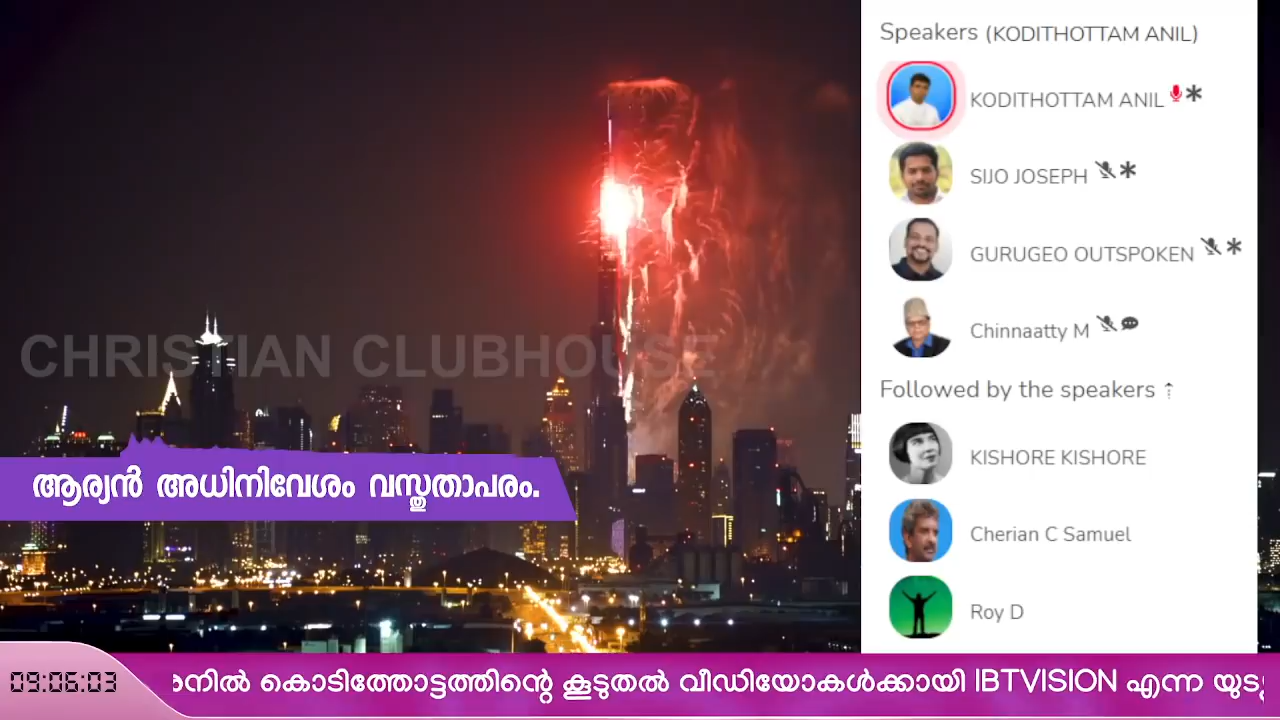 Speakers (KODITHOTTAM ANIL)
KODITHOTTAM ANIL
SIJO JOSEPH
GURUGEO OUTSPOKEN
Chinnaatty M
Followed by the speakers
KISHORE KISHORE
Cherian C Samuel
Roy D
CHRISTIAN CLUBHOUSE
ആര്യൻ അധിനിവേശം വസ്തുതാപരം.
09:06:03
കൊടിത്തോട്ടത്തിന്റെ കൂടുതൽ വീഡിയോകൾക്കായി IBTVISION എന്ന